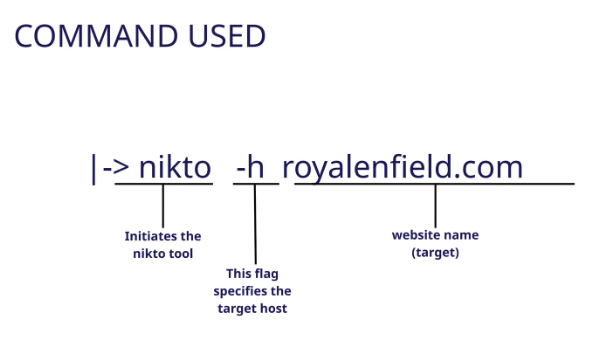 COMMAND USED
|-> nikto -h royalenfield.com
Initiates the
nikto tool
This flag
specifies the
target host
website name
(target)